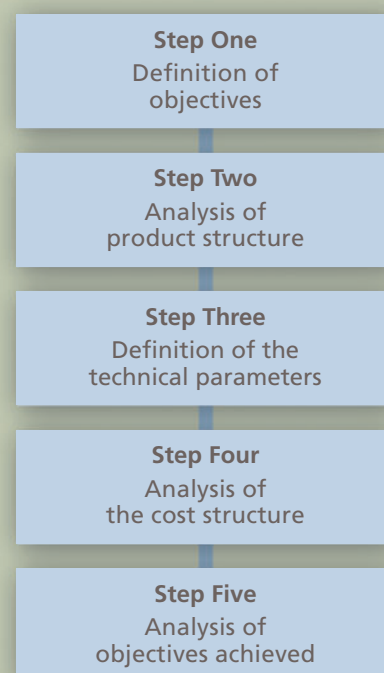 Step One
Definition of
objectives
Step Two
Analysis of
product structure
Step Three
Definition of the
technical parameters
Step Four
Analysis of
the cost structure
Step Five
Analysis of
objectives achieved